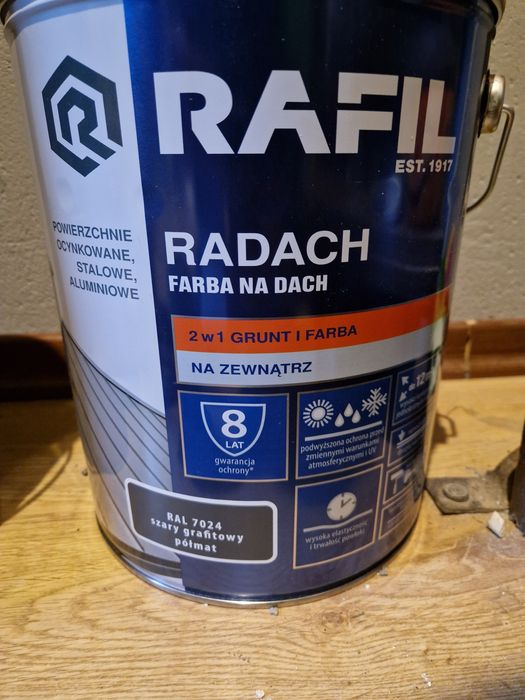 RAFIL
EST. 1917
POWIERZCHNIE
OCYNKOWANE,
STALOWE,
ALUMINIOWE
RADACH
FARBA NA DACH
2 w 1 GRUNT I FARBA
NA ZEWNĄTRZ
8
LAT
gwarancja
ochrony*
podwyższona ochrona przed
zmiennymi warunkami
atmosferycznymi i UV
wysoka elastyczność
i trwałość powłoki
RAL 7024
szary grafitowy
półmat